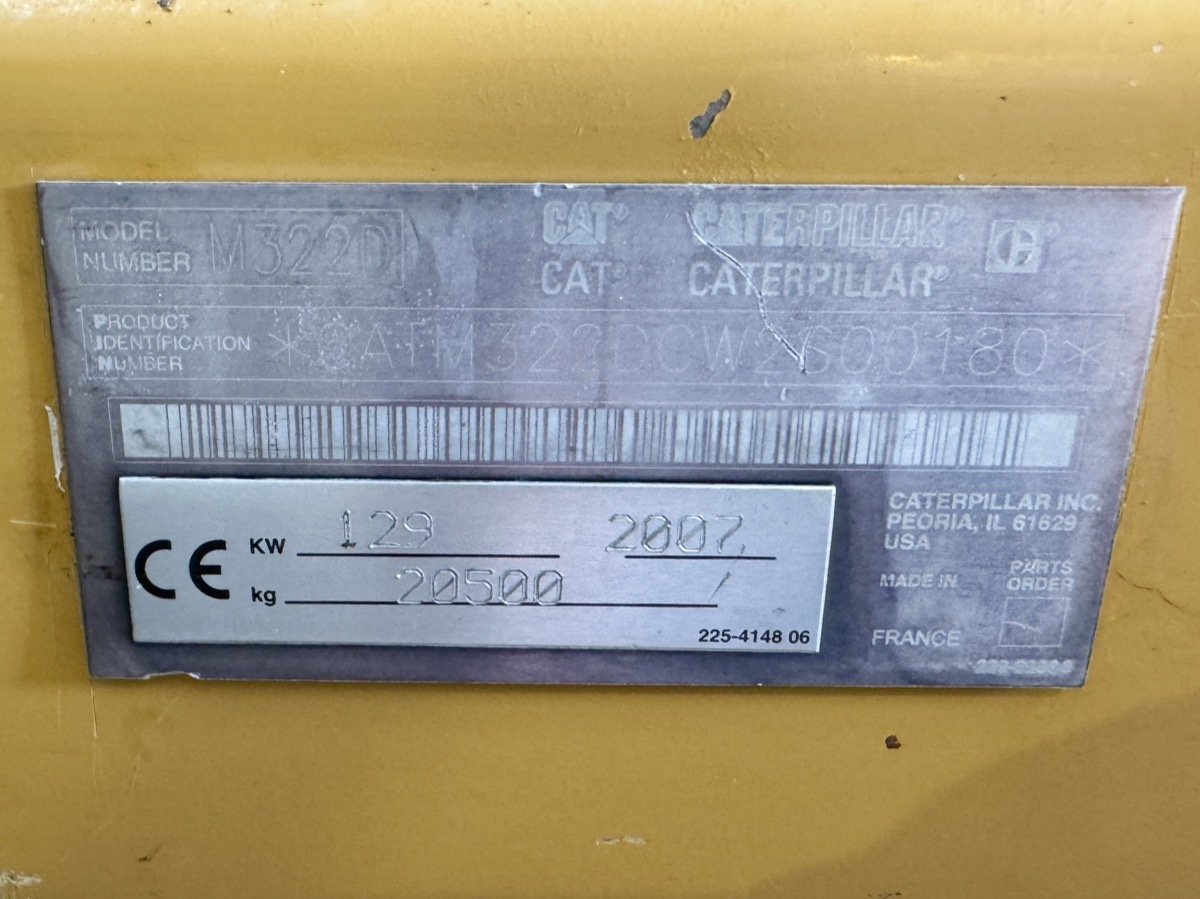 MODEL
NUMBER M322D
CAT® CATERPILLAR®
CAT® CATERPILLAR®
PRODUCT
IDENTIFICATION
NUMBER
*CATM322DCW2S00180*
CE
KW 129 2007
kg 20500 /
225-4148 06
CATERPILLAR INC.
PEORIA, IL 61629
USA
MADE IN
FRANCE
PARTS
ORDER